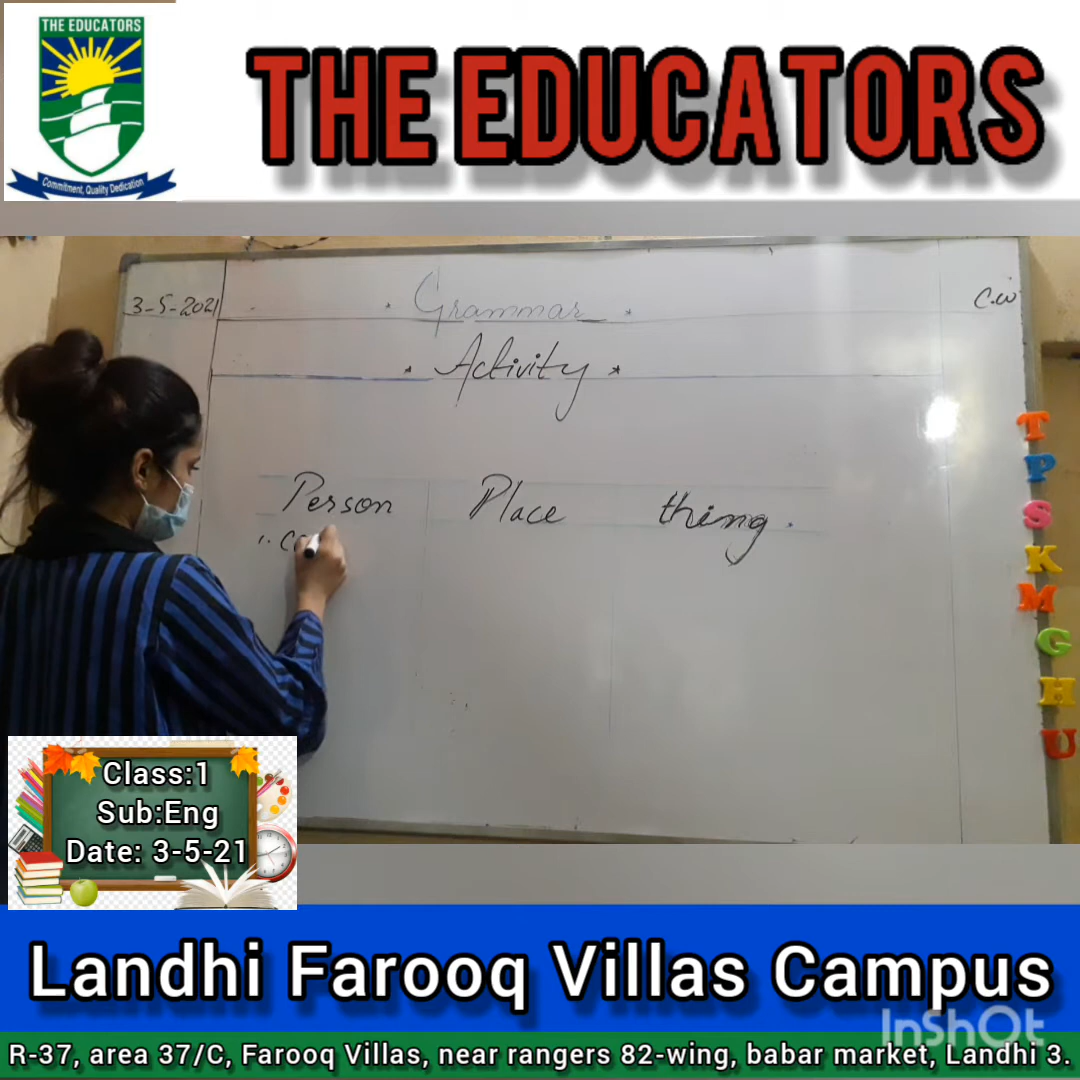 THE EDUCATORS
Commitment, Quality Dedication
THE EDUCATORS
3-5-2021
Grammar
C.W
Activity
Person Place thing.
T
P
S
K
M
G
H
U
Class:1
Sub:Eng
Date: 3-5-21
Landhi Farooq Villas Campus
InShOt
R-37, area 37/C, Farooq Villas, near rangers 82-wing, babar market, Landhi 3.